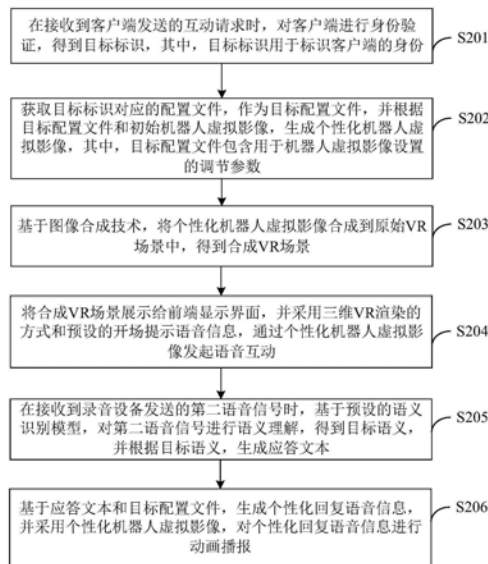 在接收到客户端发送的互动请求时，对客户端进行身份验
证，得到目标标识，其中，目标标识用于标识客户端的身份
S201
获取目标标识对应的配置文件，作为目标配置文件，并根据
目标配置文件和初始机器人虚拟影像，生成个性化机器人虚
拟影像，其中，目标配置文件包含用于机器人虚拟影像设置
的调节参数
S202
基于图像合成技术，将个性化机器人虚拟影像合成到原始VR
场景中，得到合成VR场景
S203
将合成VR场景展示给前端显示界面，并采用三维VR渲染的
方式和预设的开场提示语音信息，通过个性化机器人虚拟影
像发起语音互动
S204
在接收到录音设备发送的第二语音信号时，基于预设的语义
识别模型，对第二语音信号进行语义理解，得到目标语义，
并根据目标语义，生成应答文本
S205
基于应答文本和目标配置文件，生成个性化回复语音信息，
并采用个性化机器人虚拟影像，对个性化回复语音信息进行
动画播报
S206